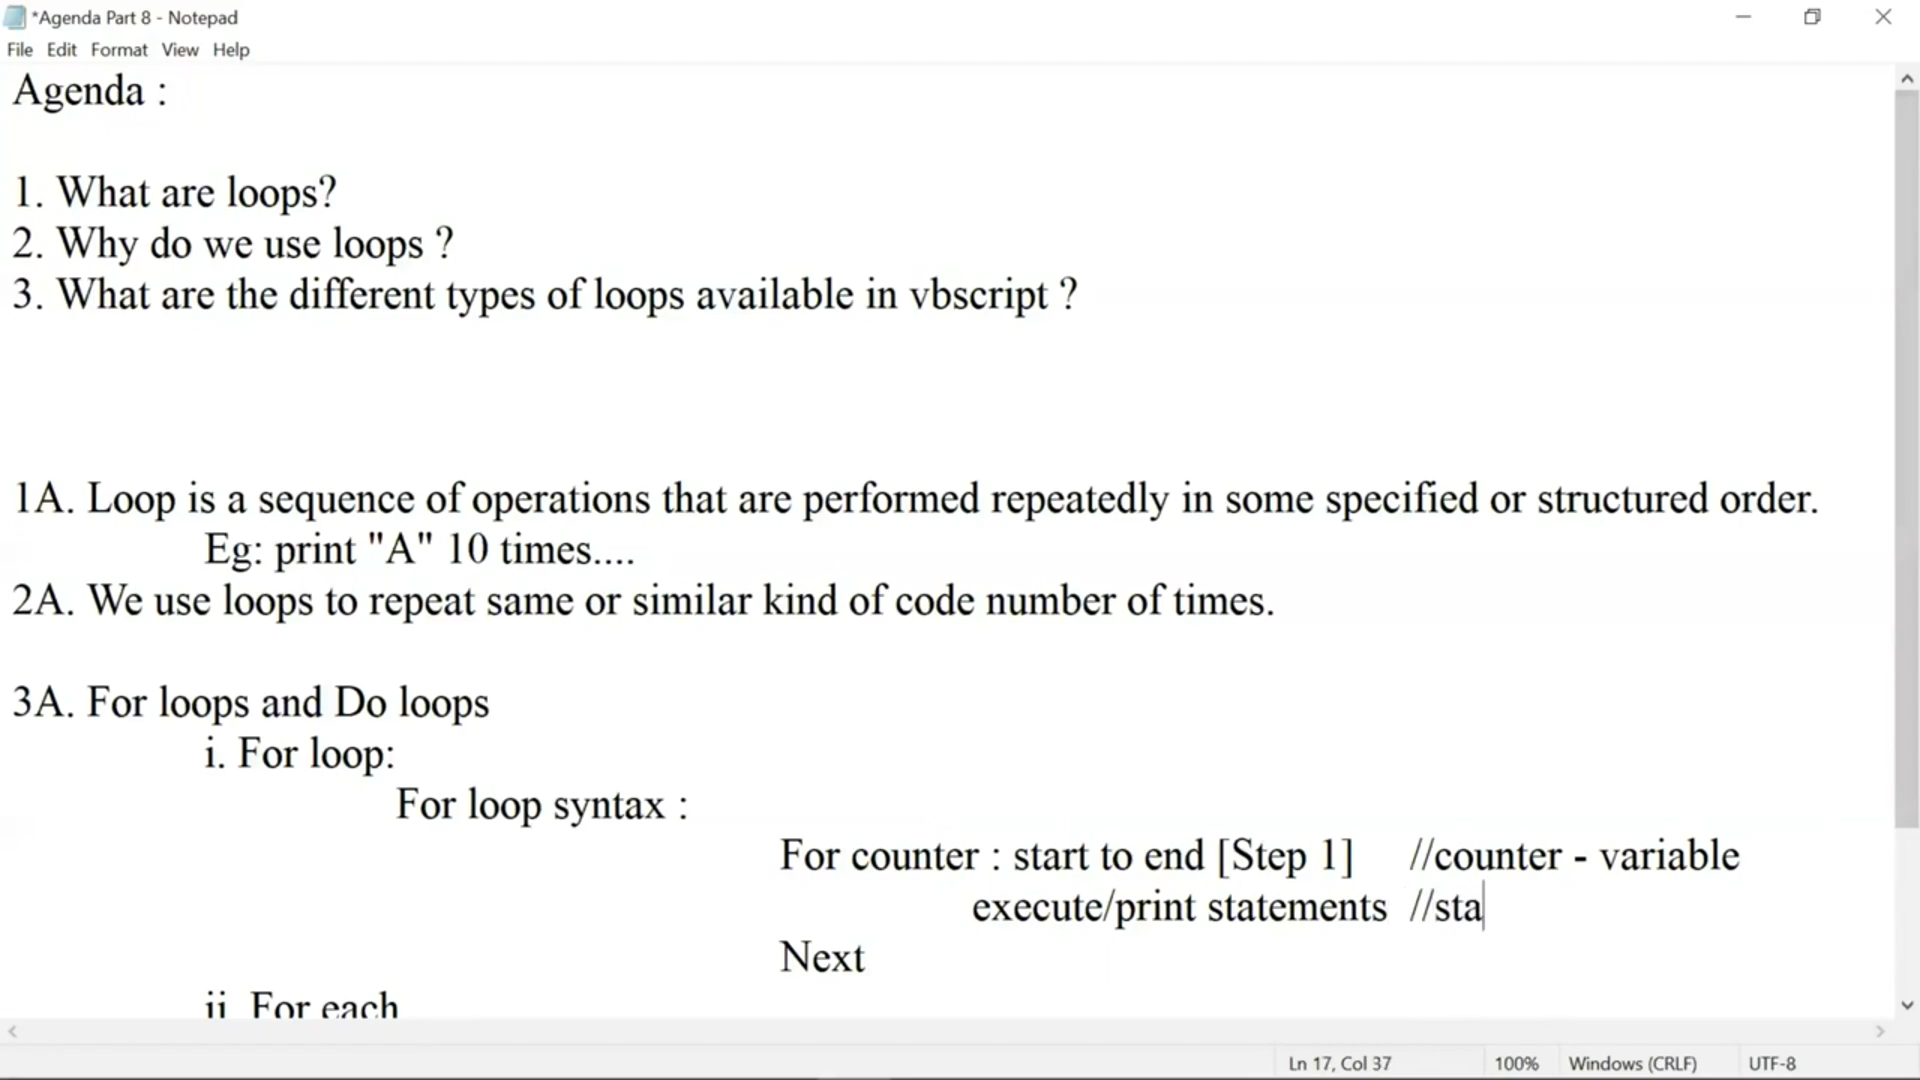 *Agenda Part 8 - Notepad
File Edit Format View Help
Agenda :
1. What are loops?
2. Why do we use loops ?
3. What are the different types of loops available in vbscript ?
1A. Loop is a sequence of operations that are performed repeatedly in some specified or structured order.
Eg: print "A" 10 times....
2A. We use loops to repeat same or similar kind of code number of times.
3A. For loops and Do loops
i. For loop:
For loop syntax :
For counter : start to end [Step 1] //counter - variable
execute/print statements //sta
Next
ii. For each
Ln 17, Col 37 100% Windows (CRLF) UTF-8